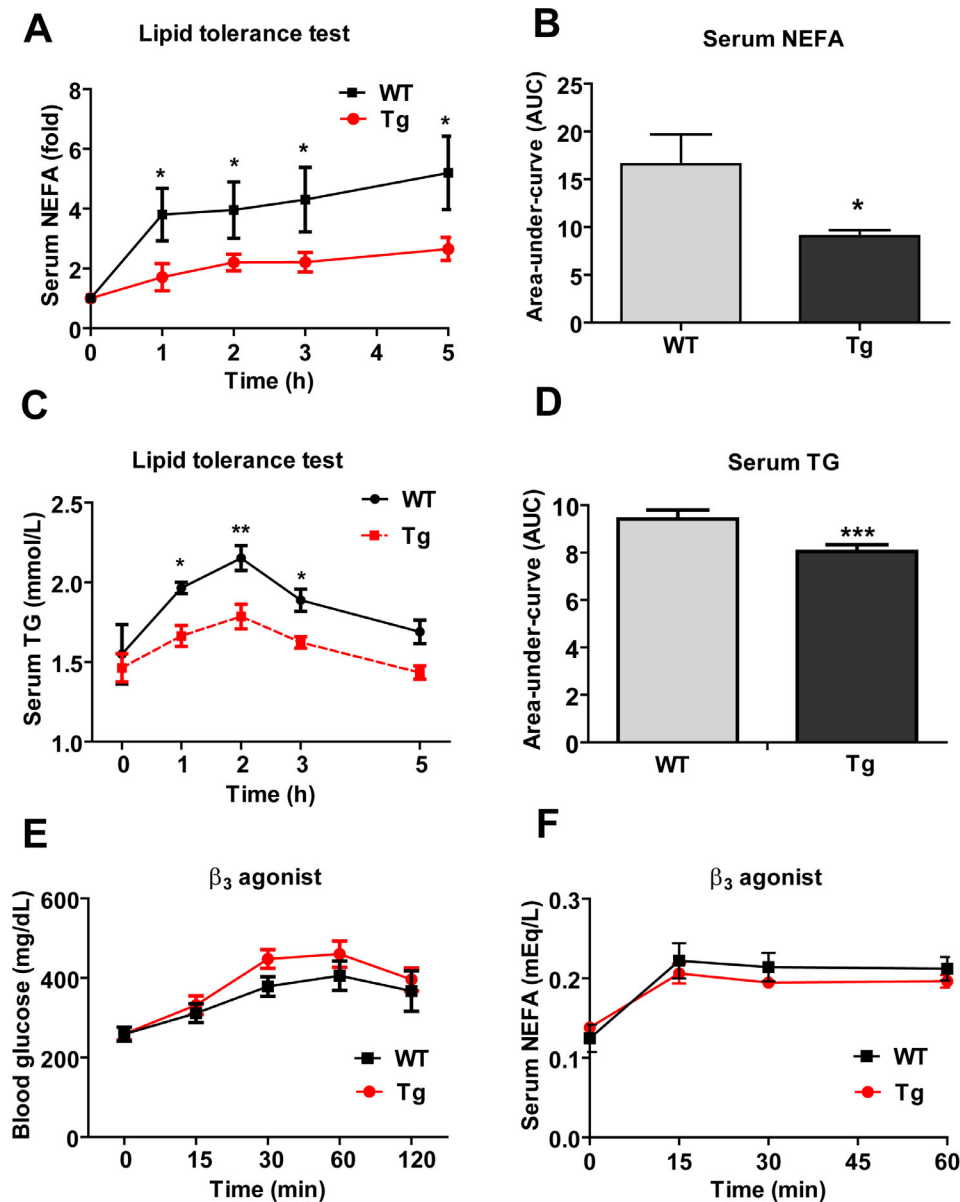 A
Lipid tolerance test
WT
Tg
* * * *
Serum NEFA (fold)
8
6
4
2
0
0 1 2 3 4 5
Time (h)
B
Serum NEFA
Area-under-curve (AUC)
25
20
15
10
5
0
*
WT Tg
C
Lipid tolerance test
WT
Tg
* ** *
Serum TG (mmol/L)
2.5
2.0
1.5
1.0
0 1 2 3 5
Time (h)
D
Serum TG
Area-under-curve (AUC)
10
8
6
4
2
0
***
WT Tg
E
β3 agonist
Blood glucose (mg/dL)
600
400
200
0
WT
Tg
0 15 30 60 120
Time (min)
F
β3 agonist
Serum NEFA (mEq/L)
0.3
0.2
0.1
0.0
WT
Tg
0 15 30 45 60
Time (min)